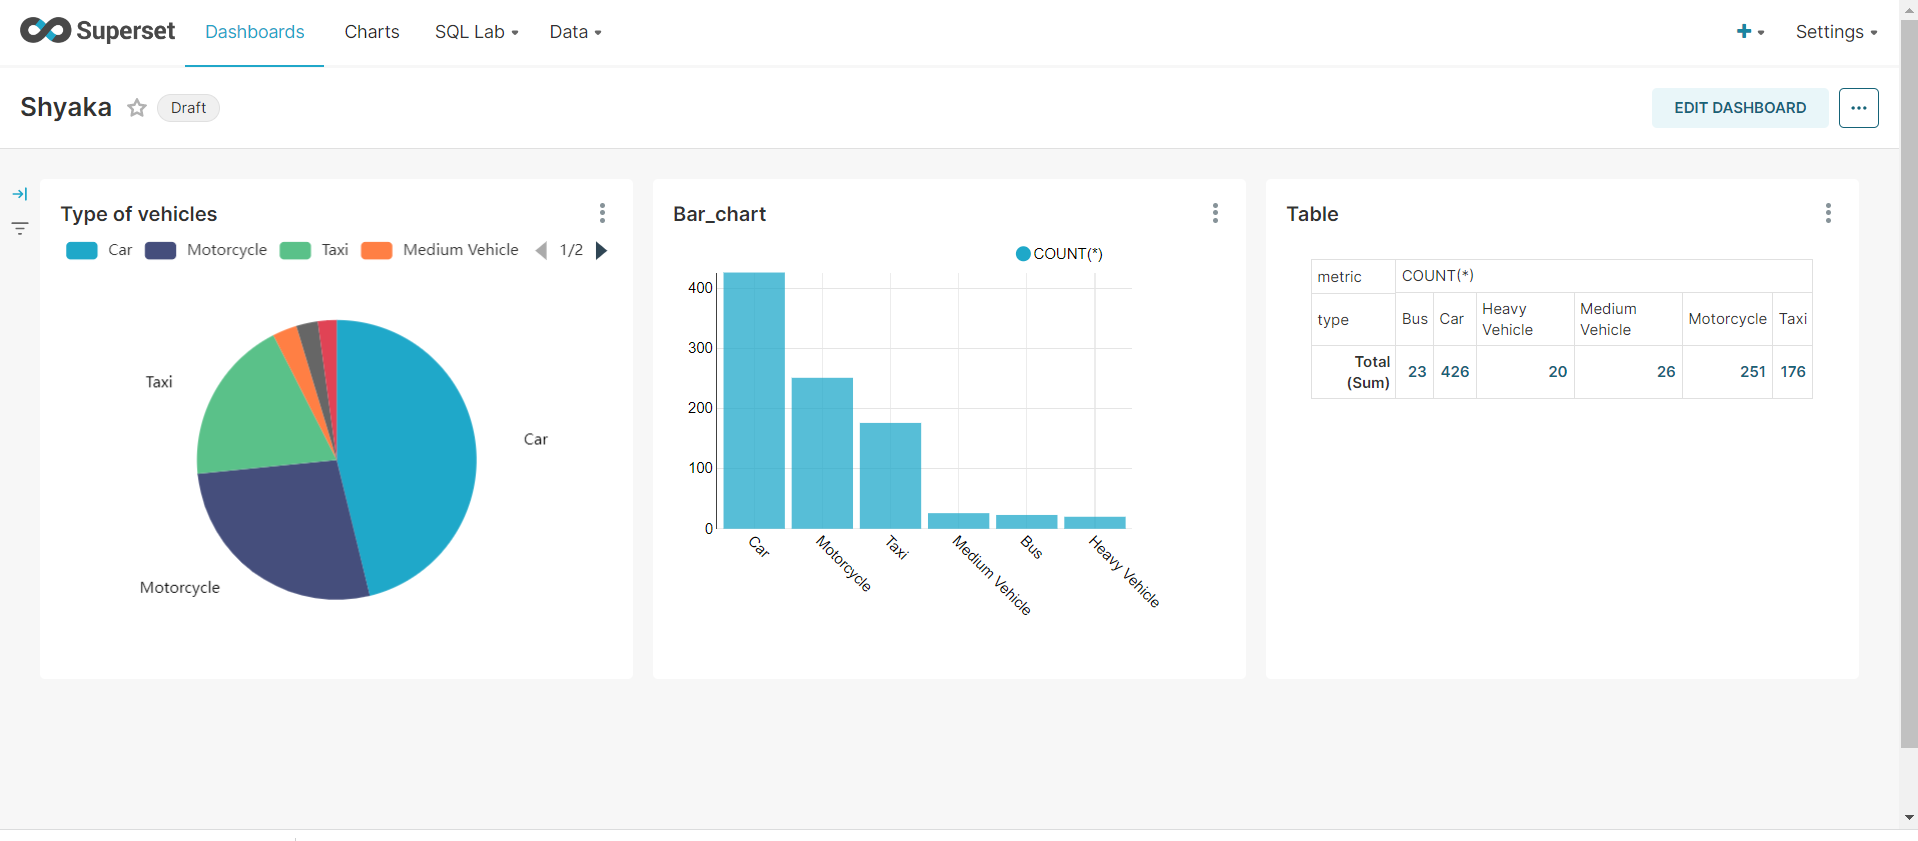 Superset Dashboards Charts SQL Lab Data + Settings
Shyaka Draft EDIT DASHBOARD ...
Type of vehicles
Car Motorcycle Taxi Medium Vehicle 1/2
Taxi
Car
Motorcycle
Bar_chart
COUNT(*)
400
300
200
100
0
Car Motorcycle Taxi Medium Vehicle Bus Heavy Vehicle
Table
metric COUNT(*)
type Bus Car Heavy Vehicle Medium Vehicle Motorcycle Taxi
Total (Sum) 23 426 20 26 251 176